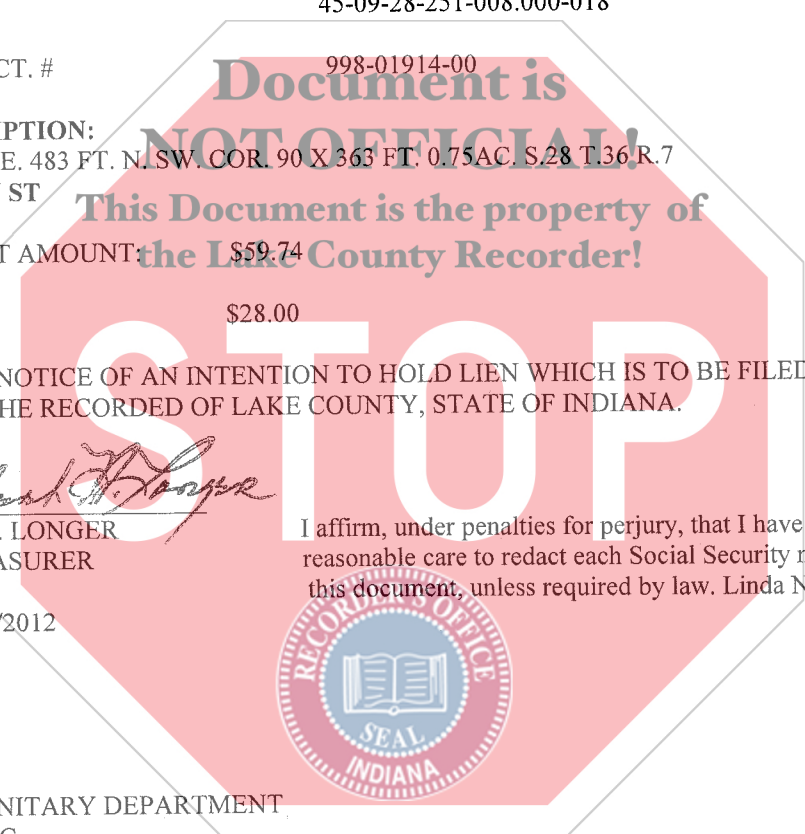 45-09-28-251-008.000-018
CT. # 998-01914-00
Document is
PTION:
NOT OFFICIAL!
E. 483 FT. N. SW. COR. 90 X 363 FT. 0.75AC. S.28 T.36 R.7
ST
This Document is the property of
T AMOUNT: $59.74
the Lake County Recorder!
$28.00
STOP
NOTICE OF AN INTENTION TO HOLD LIEN WHICH IS TO BE FILED
HE RECORDED OF LAKE COUNTY, STATE OF INDIANA.
LONGER
I affirm, under penalties for perjury, that I have
ASURER
reasonable care to redact each Social Security
this document, unless required by law. Linda N
/2012
RECORDER'S OFFICE
SEAL
INDIANA
NITARY DEPARTMENT